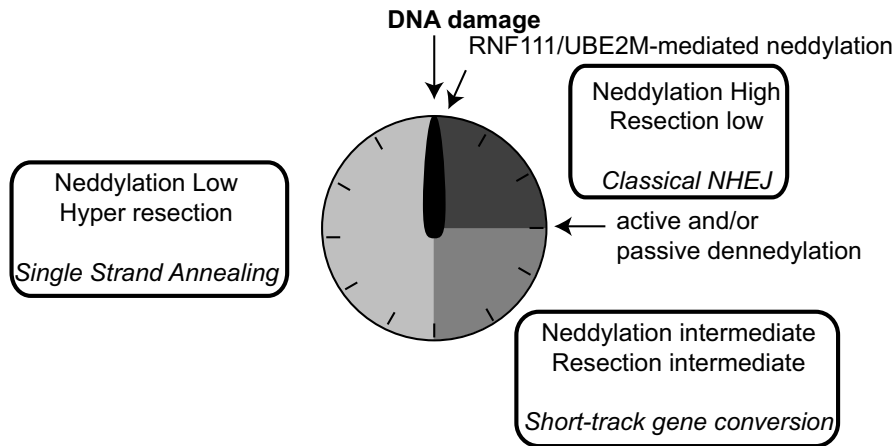 DNA damage
RNF111/UBE2M-mediated neddylation
Neddylation High
Resection low
Classical NHEJ
active and/or
passive dennedylation
Neddylation intermediate
Resection intermediate
Short-track gene conversion
Neddylation Low
Hyper resection
Single Strand Annealing